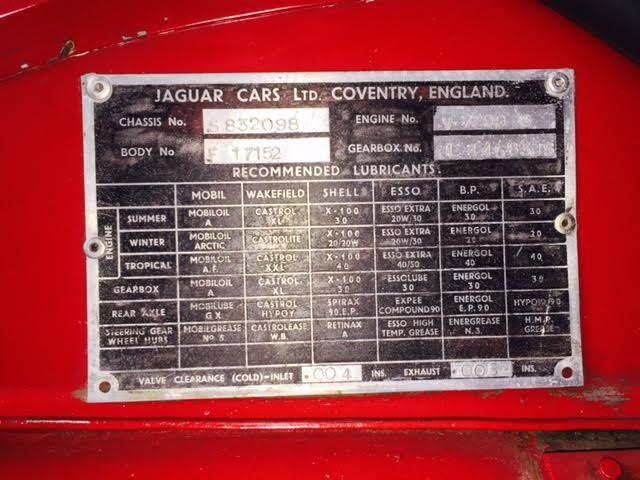 JAGUAR CARS LTD. COVENTRY, ENGLAND.
CHASSIS No. S832098 ENGINE No.
BODY No F 17152 GEARBOX No.
RECOMMENDED LUBRICANTS.
MOBIL WAKEFIELD SHELL ESSO B.P. S.A.E.
ENGINE
SUMMER MOBILOIL A CASTROL XL X-100 30 ESSO EXTRA 20W/30 ENERGOL 30 30
WINTER MOBILOIL ARCTIC CASTROLITE X-100 20/20W ESSO EXTRA 20W/30 ENERGOL 20 20
TROPICAL MOBILOIL A.F. CASTROL XXL X-100 40 ESSO EXTRA 40/50 ENERGOL 40 40
GEARBOX MOBILOIL A CASTROL XL X-100 30 ESSOLUBE 30 ENERGOL 30 30
REAR AXLE MOBILUBE GX CASTROL HYPOY SPIRAX 90.E.P. EXPEE COMPOUND90 ENERGOL E.P.90 HYPOID/90
STEERING GEAR WHEEL HUBS MOBILGREASE No 5 CASTROLEASE W.B. RETINAX A ESSO HIGH TEMP. GREASE ENERGREASE N.3. H.M.P. GREASE
VALVE CLEARANCE (COLD)-INLET .004 INS. EXHAUST INS.